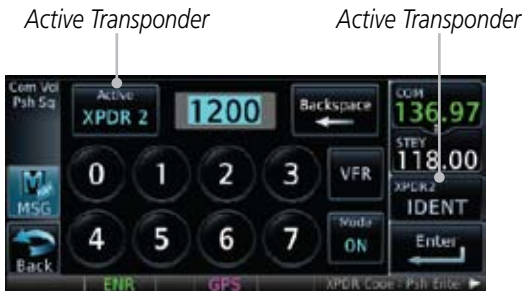 Active Transponder
Active Transponder
Com Vol
Psh Sq
Active
XPDR 2
1200
Backspace
COM
136.97
STBY
118.00
0
1
2
3
VFR
XPDR2
IDENT
MSG
4
5
6
7
Mode
ON
Enter
Back
ENR
GPS
XPDR Code : Psh Enter